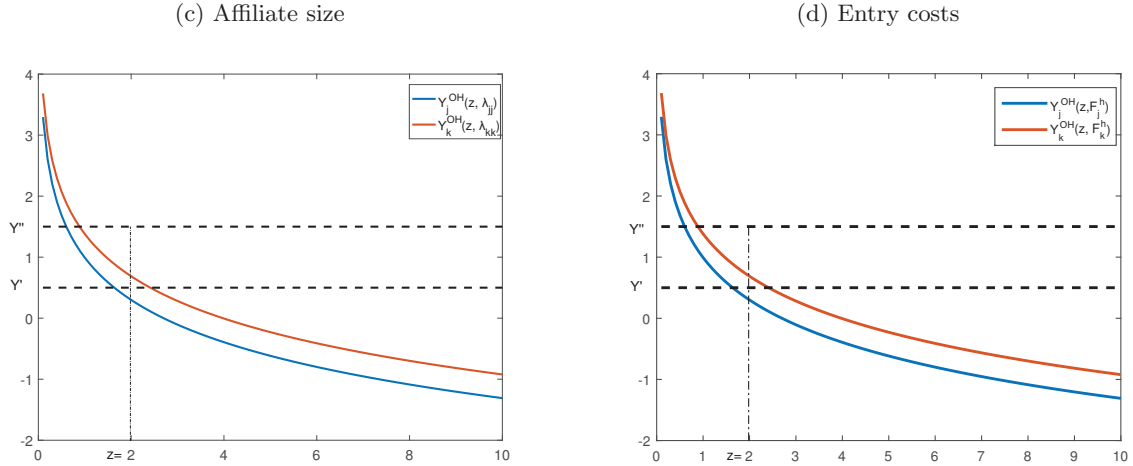 (c) Affiliate size
4
3
2
1
0
-1
-2
Y''
Y'
0
z= 2
4
6
8
10
Y_j^OH(z, λ_jj)
Y_k^OH(z, λ_kk)
(d) Entry costs
4
3
2
1
0
-1
-2
Y''
Y'
0
1
z= 2
3
4
5
6
7
8
9
10
Y_j^OH(z,F_j^h)
Y_k^OH(z, F_k^h)